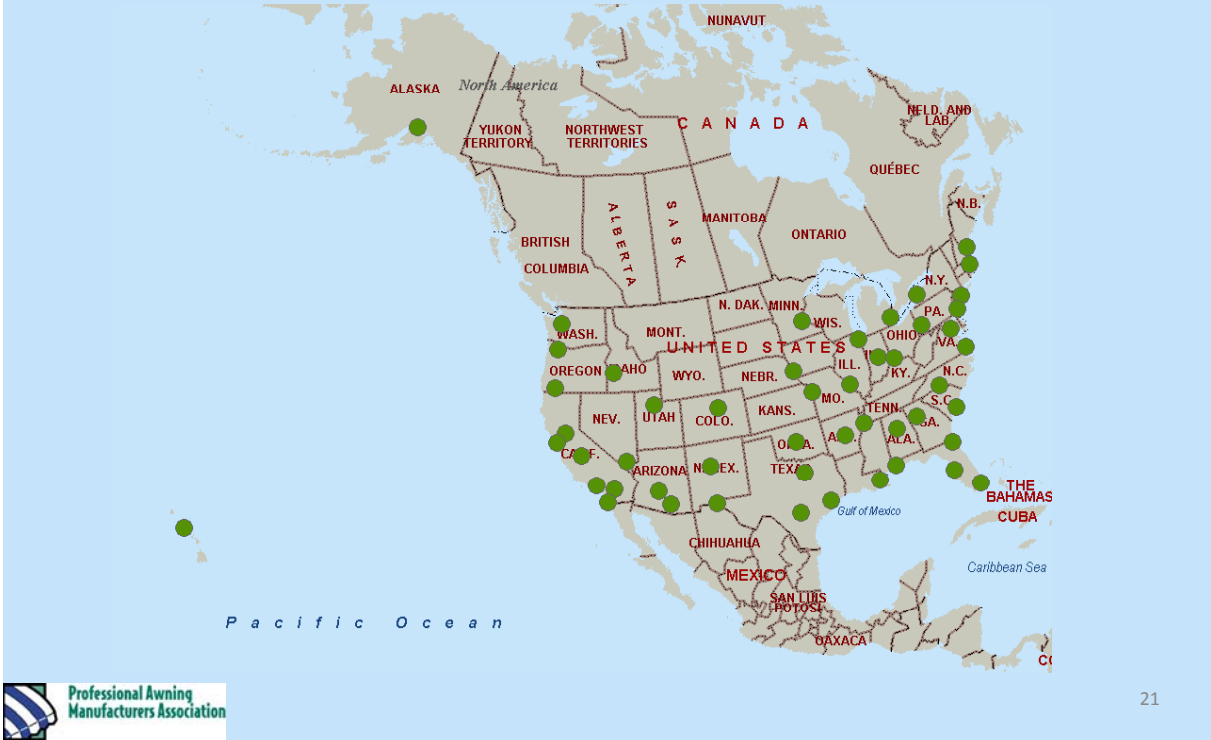 NUNAVUT
ALASKA
North America
NFLD. AND
LAB.
CANADA
YUKON
TERRITORY
NORTHWEST
TERRITORIES
QUÉBEC
N.B.
ALBERTA
SASK
MANITOBA
ONTARIO
BRITISH
COLUMBIA
N.Y.
N. DAK.
MINN.
WIS.
PA.
WASH.
MONT.
OHIO
VA.
UNITED STATES
OREGON
WYO.
NEBR.
ILL.
KY.
N.C.
NEV.
UTAH
COLO.
KANS.
MO.
TENN.
S.C.
ALA.
ARIZONA
THE
BAHAMAS
CUBA
Gulf of Mexico
CHIHUAHUA
MEXICO
Caribbean Sea
SAN LUIS
POTOSI
Pacific Ocean
OAXACA
Professional Awning
Manufacturers Association
21